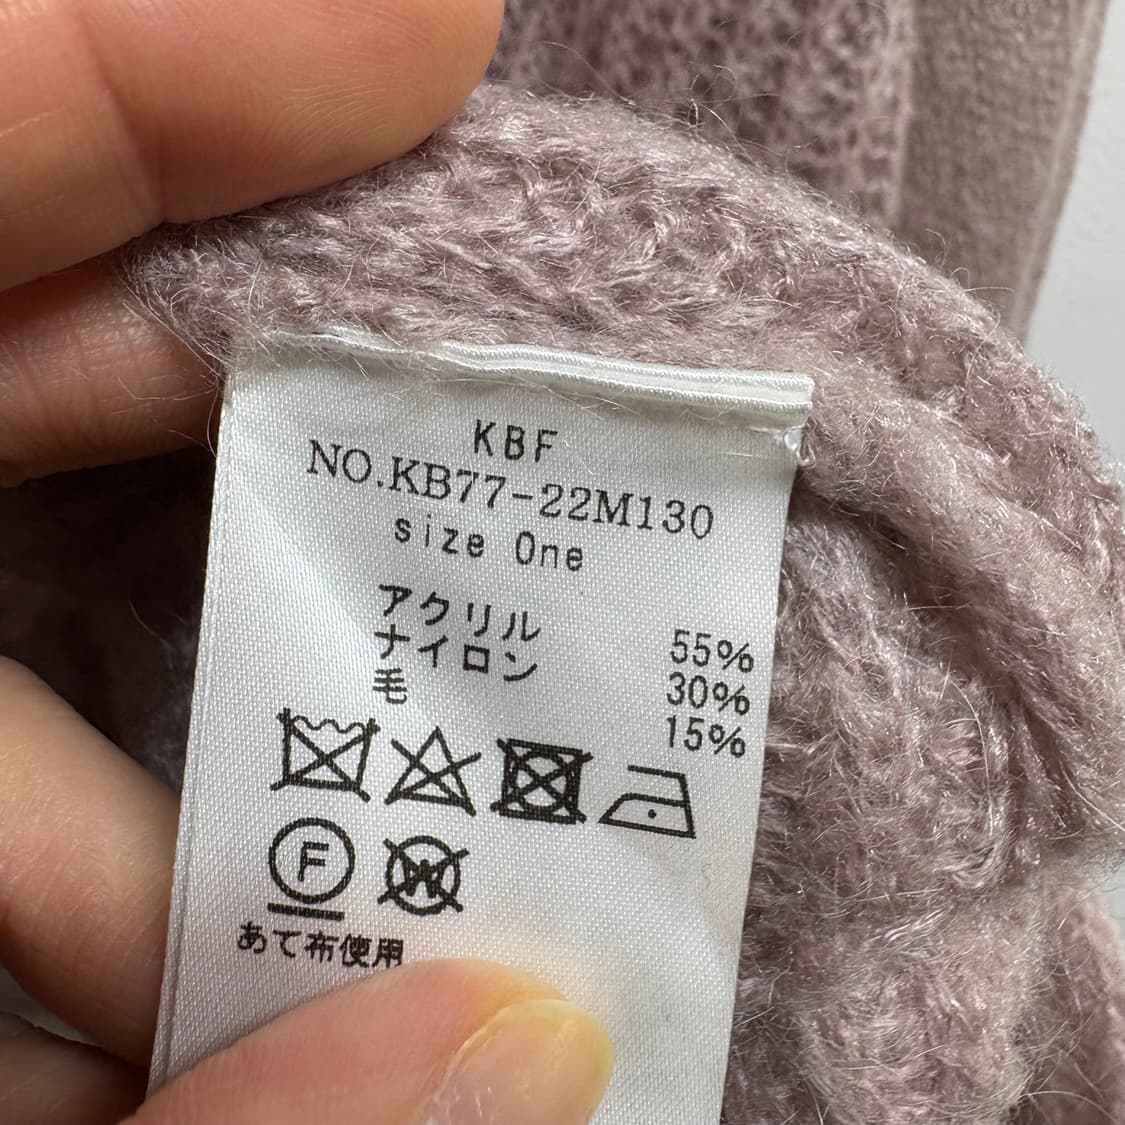 KBF
NO.KB77-22M130
size One
アクリル 55%
ナイロン 30%
毛 15%
F
W
あて布使用